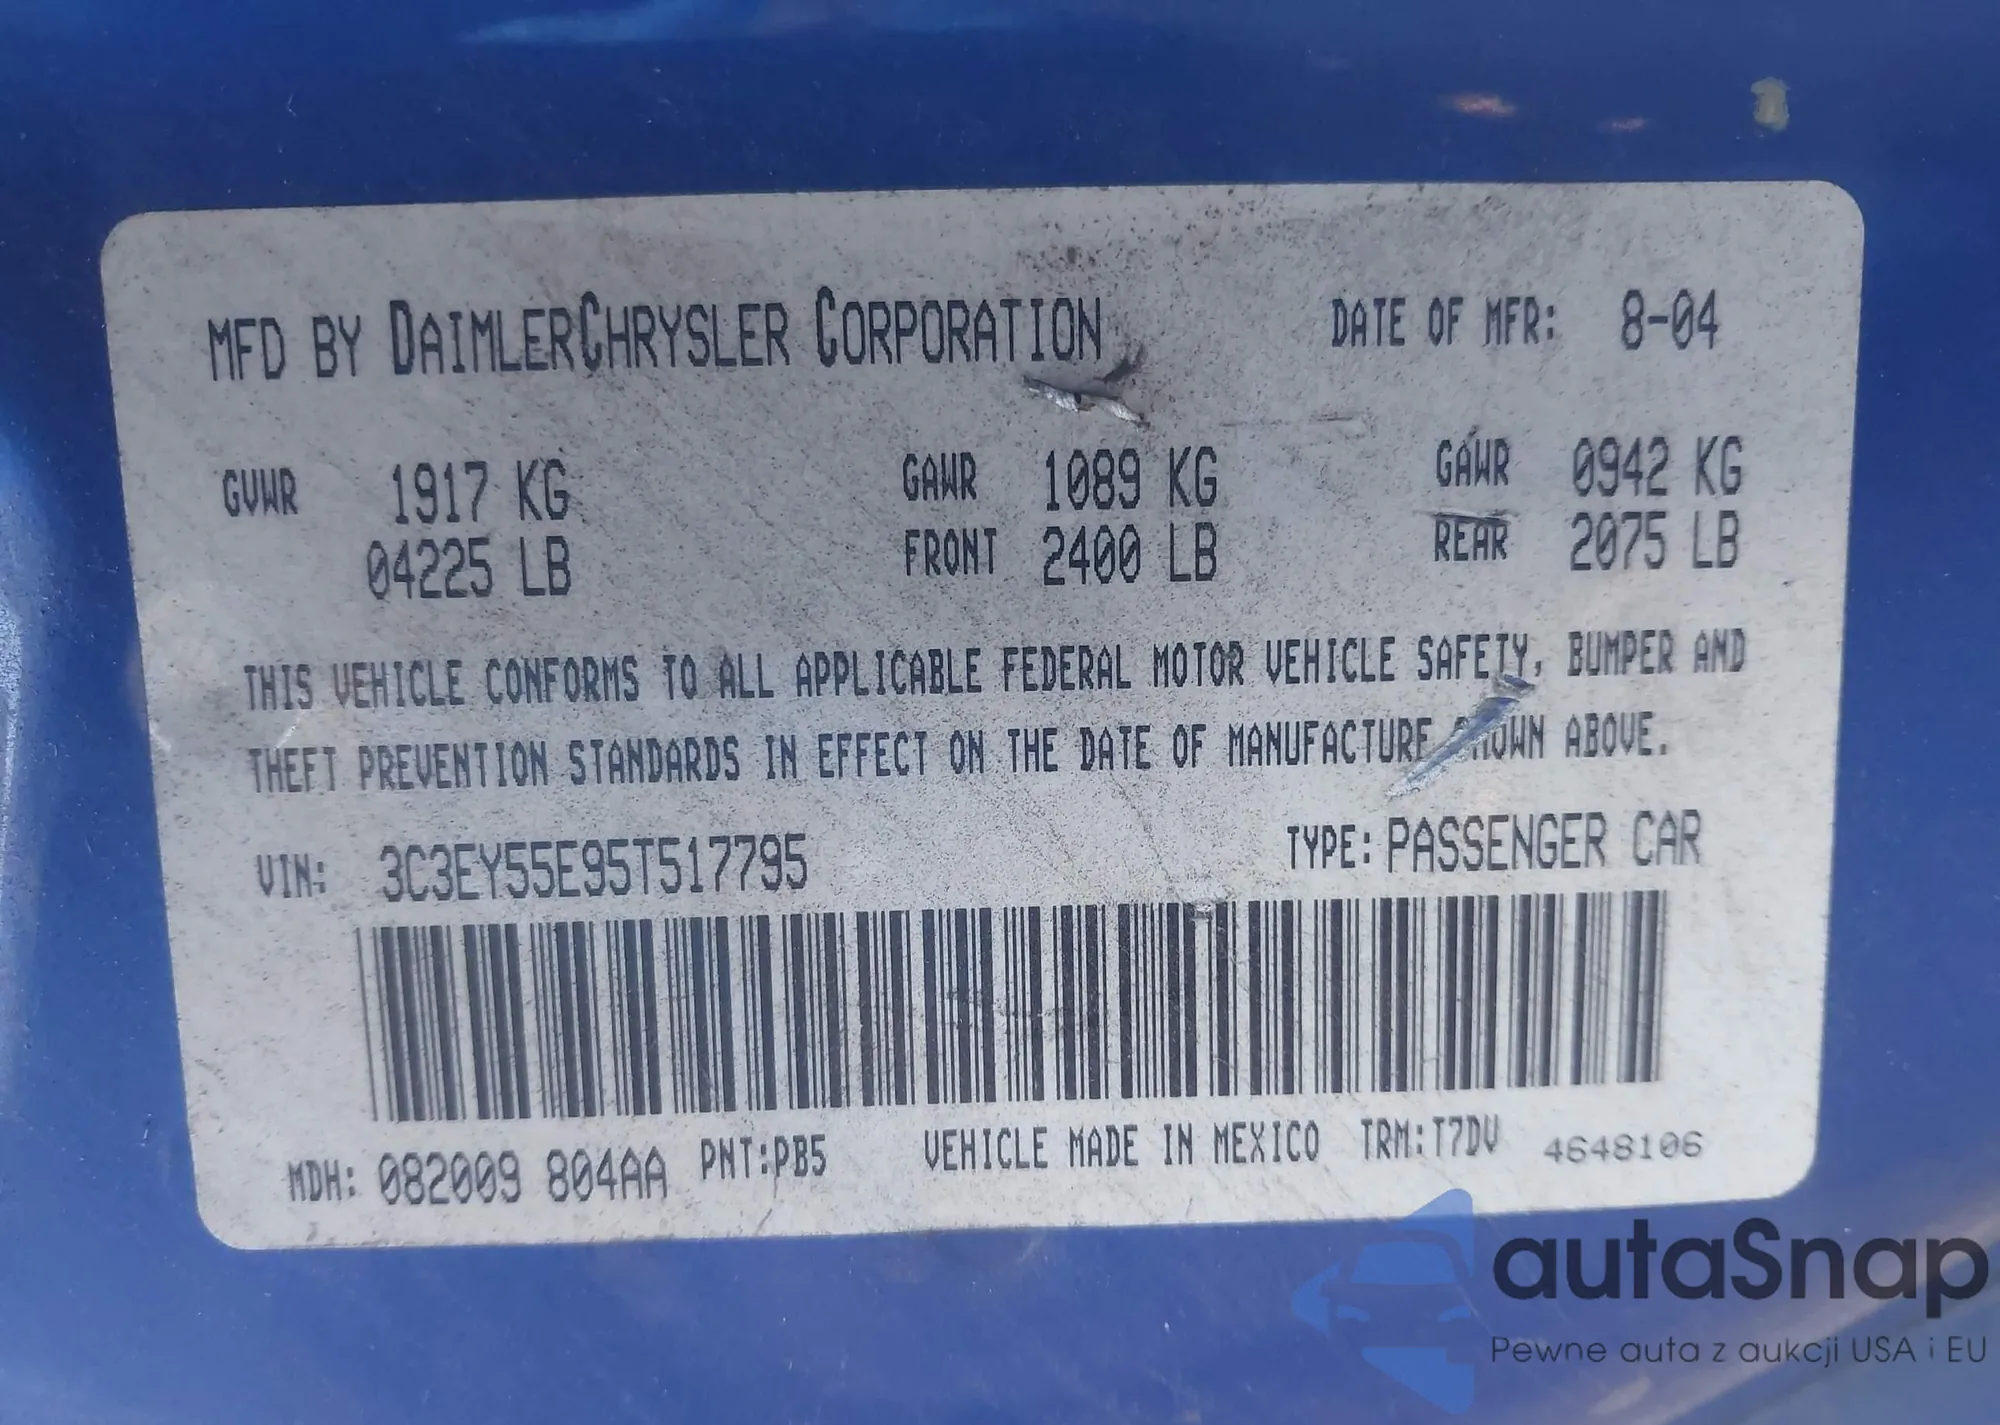 MFD BY DAIMLERCHRYSLER CORPORATION DATE OF MFR: 8-04
GVWR 1917 KG GAWR 1089 KG GAWR 0942 KG
04225 LB FRONT 2400 LB REAR 2075 LB
THIS VEHICLE CONFORMS TO ALL APPLICABLE FEDERAL MOTOR VEHICLE SAFETY, BUMPER AND
THEFT PREVENTION STANDARDS IN EFFECT ON THE DATE OF MANUFACTURE SHOWN ABOVE.
VIN: 3C3EY55E95T517795 TYPE: PASSENGER CAR
MDH: 082009 804AA PNT:PB5 VEHICLE MADE IN MEXICO TRM:T7DV 4648106
autaSnap
Pewne auta z aukcji USA i EU